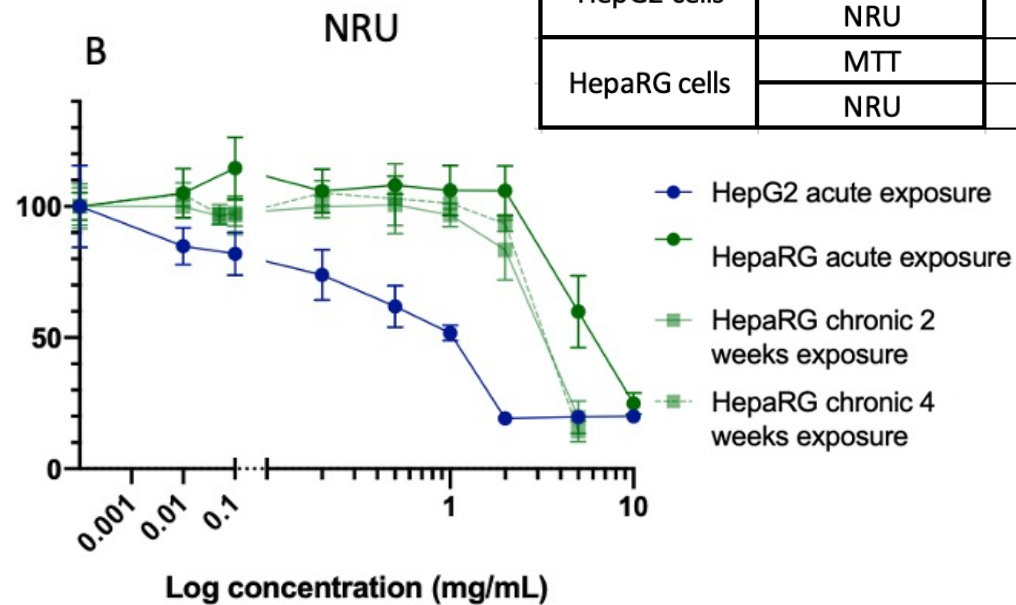 B
NRU
HepG2 cells
NRU
HepaRG cells
MTT
NRU
100
50
0
0.001
0.01
0.1
1
10
Log concentration (mg/mL)
HepG2 acute exposure
HepaRG acute exposure
HepaRG chronic 2
weeks exposure
HepaRG chronic 4
weeks exposure